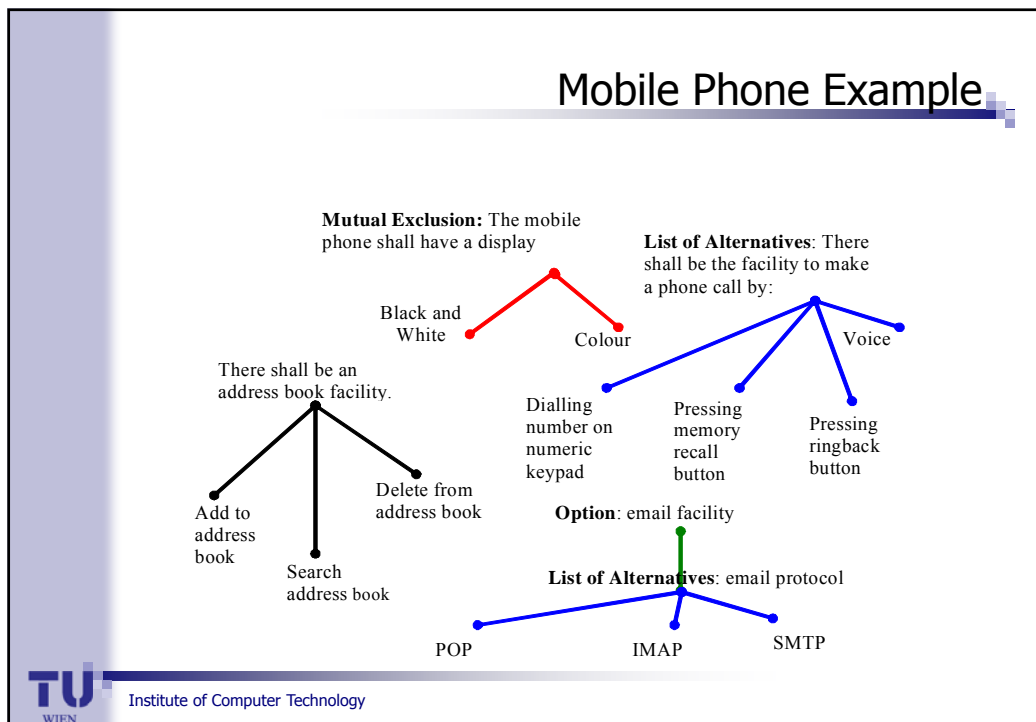 Mobile Phone Example
Mutual Exclusion: The mobile
phone shall have a display
Black and
White
Colour
List of Alternatives: There
shall be the facility to make
a phone call by:
Voice
Dialling
number on
numeric
keypad
Pressing
memory
recall
button
Pressing
ringback
button
There shall be an
address book facility.
Add to
address
book
Search
address book
Delete from
address book
Option: email facility
List of Alternatives: email protocol
POP
IMAP
SMTP
TU
WIEN
Institute of Computer Technology